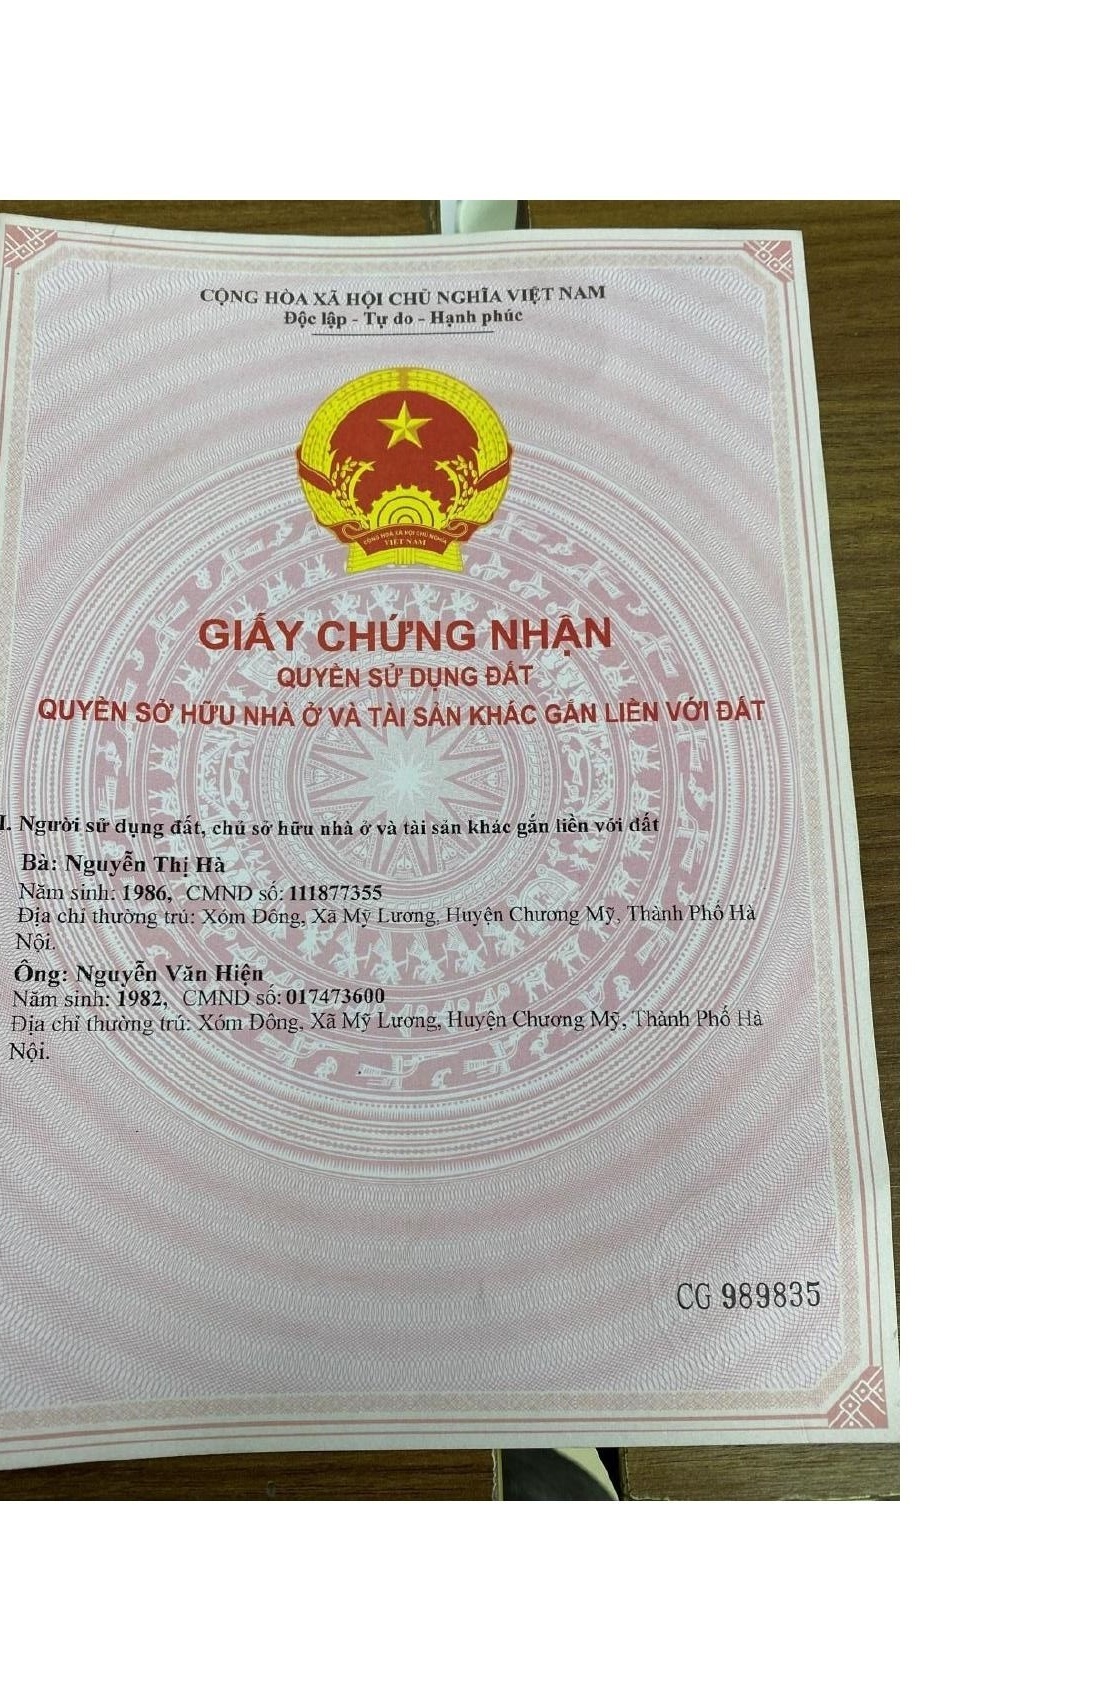 CỘNG HÒA XÃ HỘI CHỦ NGHĨA VIỆT NAM
Độc lập - Tự do - Hạnh phúc
CỘNG HOÀ XÃ HỘI CHỦ NGHĨA
VIỆT NAM
GIẤY CHỨNG NHẬN
QUYỀN SỬ DỤNG ĐẤT
QUYỀN SỞ HỮU NHÀ Ở VÀ TÀI SẢN KHÁC GẮN LIỀN VỚI ĐẤT
I. Người sử dụng đất, chủ sở hữu nhà ở và tài sản khác gắn liền với đất
Bà: Nguyễn Thị Hà
Năm sinh: 1986, CMND số: 111877355
Địa chỉ thường trú: Xóm Đông, Xã Mỹ Lương, Huyện Chương Mỹ, Thành Phố Hà
Nội.
Ông: Nguyễn Văn Hiện
Năm sinh: 1982, CMND số: 017473600
Địa chỉ thường trú: Xóm Đông, Xã Mỹ Lương, Huyện Chương Mỹ, Thành Phố Hà
Nội.
CG 989835